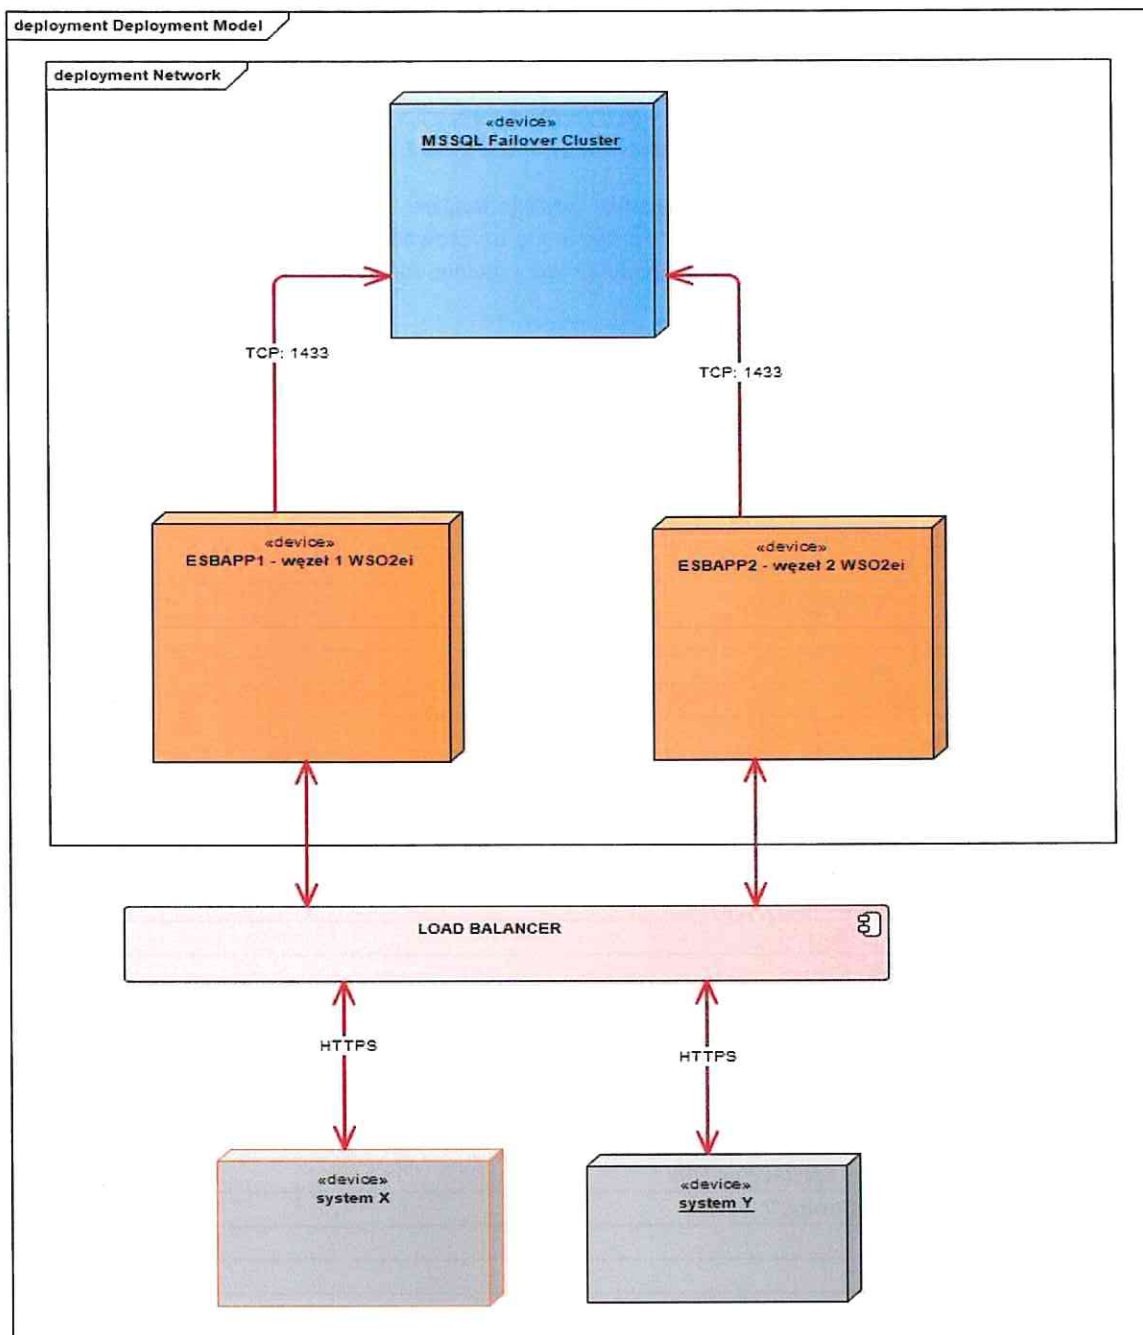 deployment Deployment Model
deployment Network
«device»
MSSQL Failover Cluster
TCP: 1433
TCP: 1433
«device»
ESBAPP1 - węzeł 1 WSO2ei
«device»
ESBAPP2 - węzeł 2 WSO2ei
LOAD BALANCER
HTTPS
HTTPS
«device»
system X
«device»
system Y